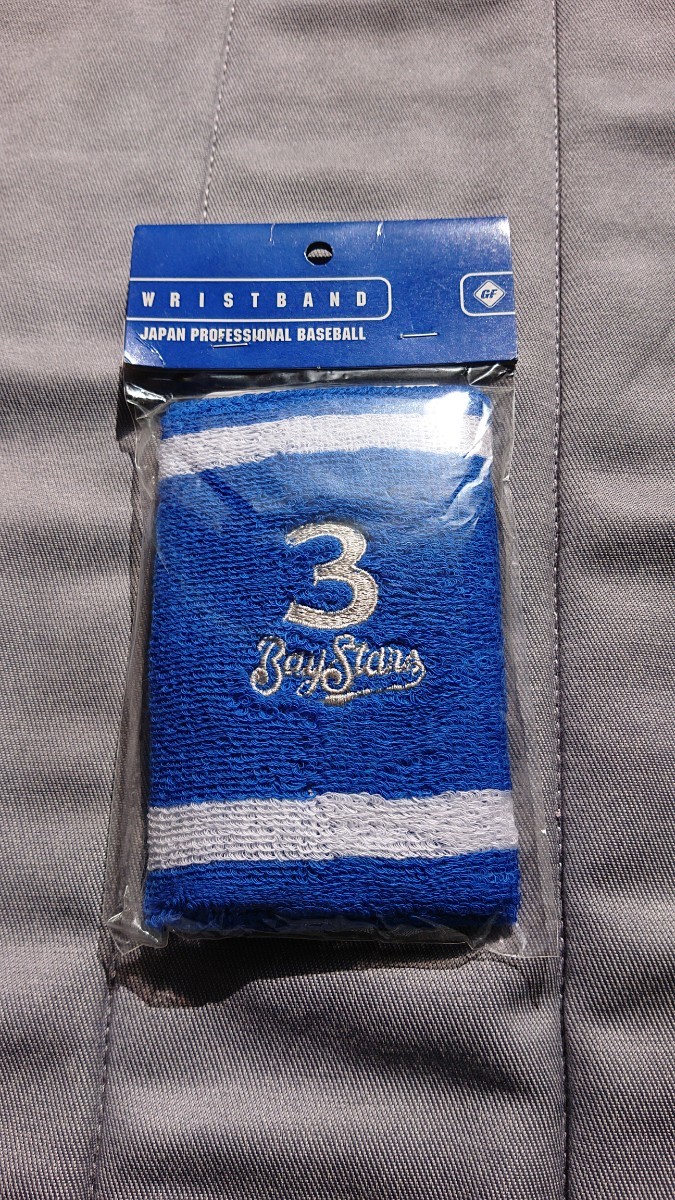 WRISTBAND
GF
JAPAN PROFESSIONAL BASEBALL
3
BayStars